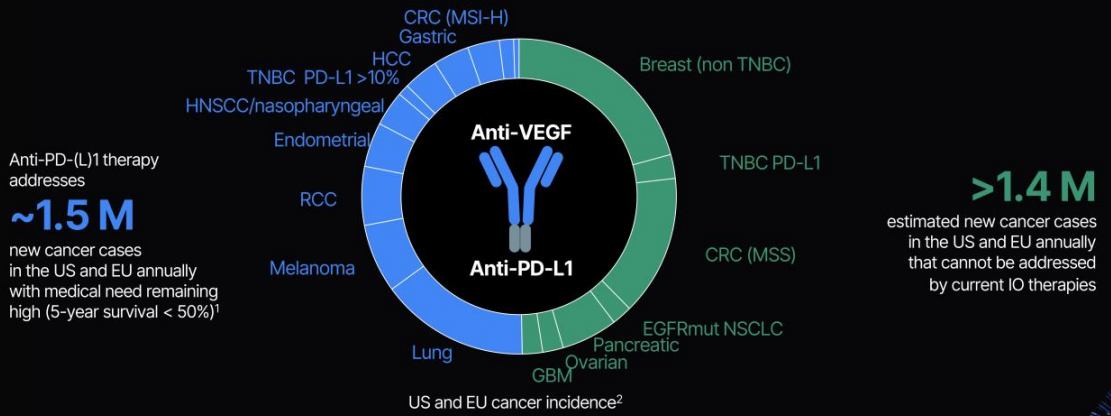 CRC (MSI-H)
Gastric
HCC
TNBC PD-L1 >10%
HNSCC/nasopharyngeal
Endometrial
RCC
Melanoma
Lung
Breast (non TNBC)
TNBC PD-L1
CRC (MSS)
EGFRmut NSCLC
Pancreatic
Ovarian
GBM
Anti-VEGF
Anti-PD-L1
Anti-PD-(L)1 therapy
addresses
~1.5 M
new cancer cases
in the US and EU annually
with medical need remaining
high (5-year survival < 50%)¹
>1.4 M
estimated new cancer cases
in the US and EU annually
that cannot be addressed
by current IO therapies
US and EU cancer incidence²